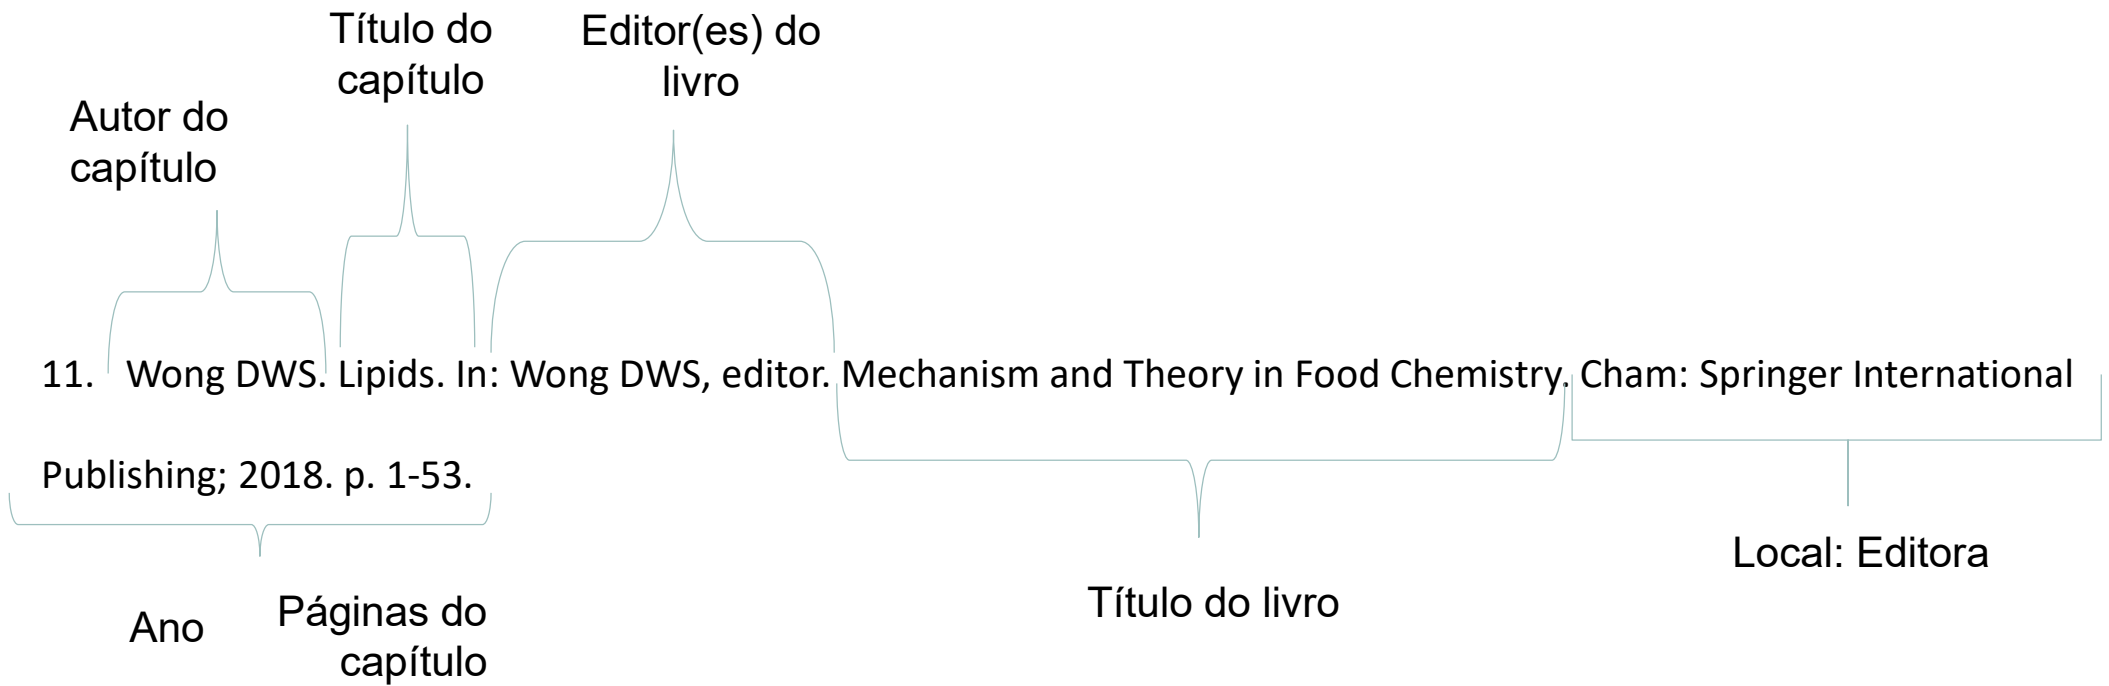 Título do
capítulo
Editor(es) do
livro
Autor do
capítulo
11. Wong DWS. Lipids. In: Wong DWS, editor. Mechanism and Theory in Food Chemistry. Cham: Springer International
Publishing; 2018. p. 1-53.
Local: Editora
Título do livro
Ano
Páginas do
capítulo